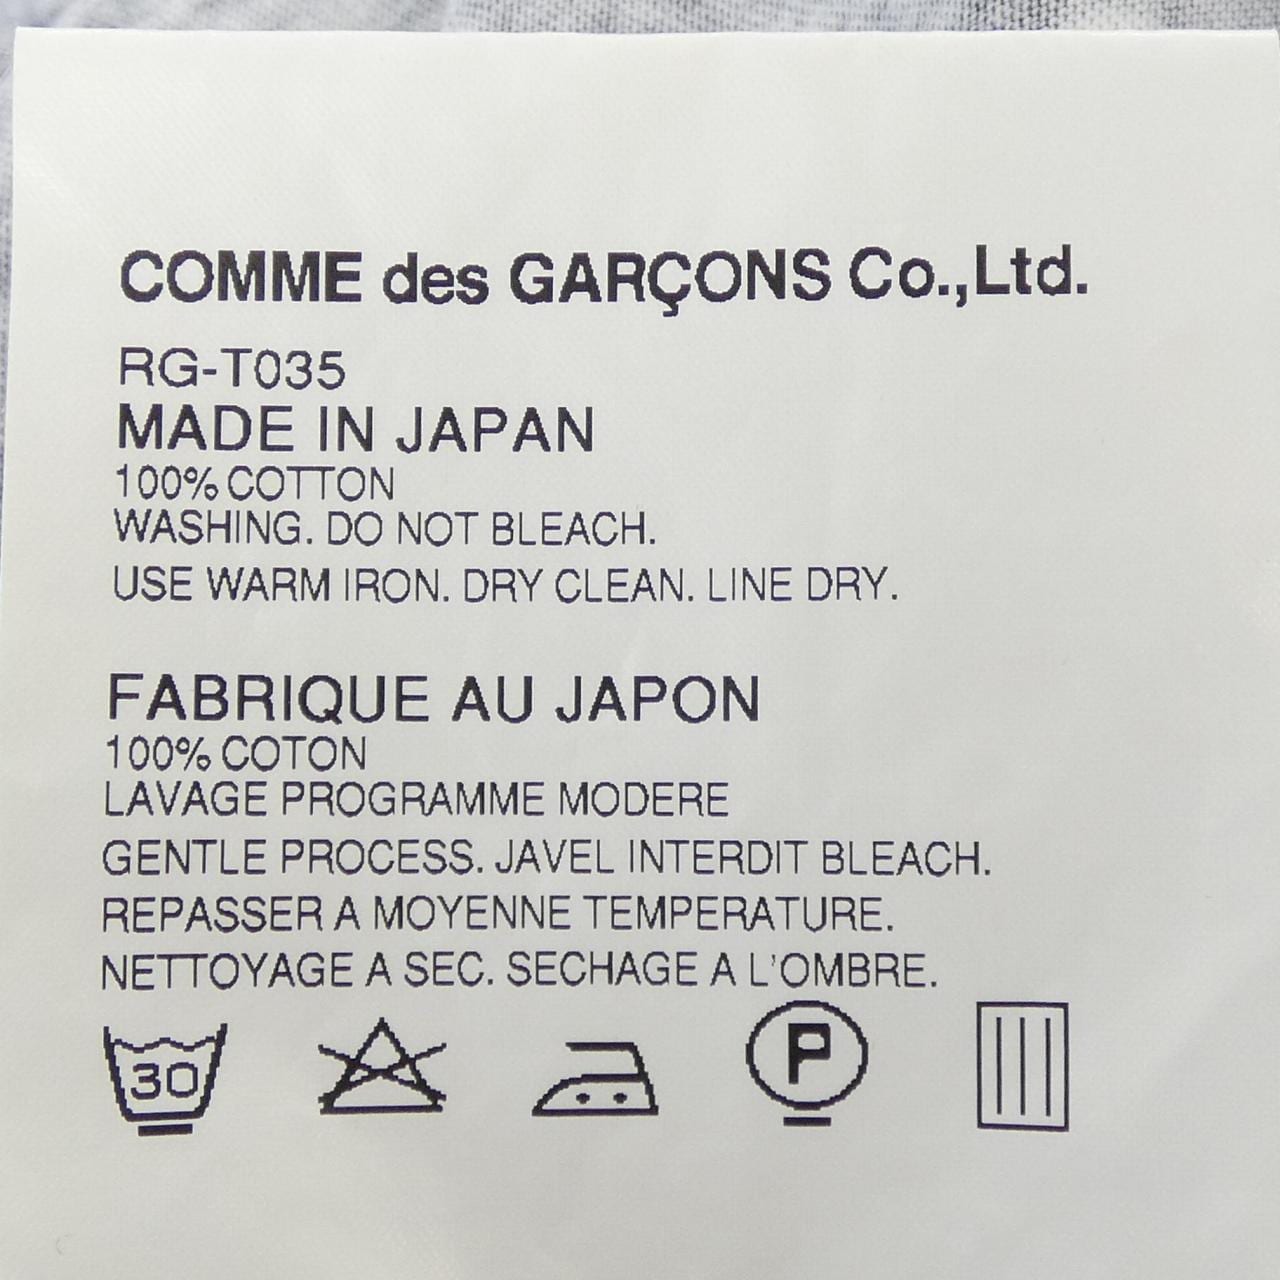 COMME des GARÇONS Co.,Ltd.
RG-T035
MADE IN JAPAN
100% COTTON
WASHING. DO NOT BLEACH.
USE WARM IRON. DRY CLEAN. LINE DRY.
FABRIQUE AU JAPON
100% COTON
LAVAGE PROGRAMME MODERE
GENTLE PROCESS. JAVEL INTERDIT BLEACH.
REPASSER A MOYENNE TEMPERATURE.
NETTOYAGE A SEC. SECHAGE A L'OMBRE.
30 P